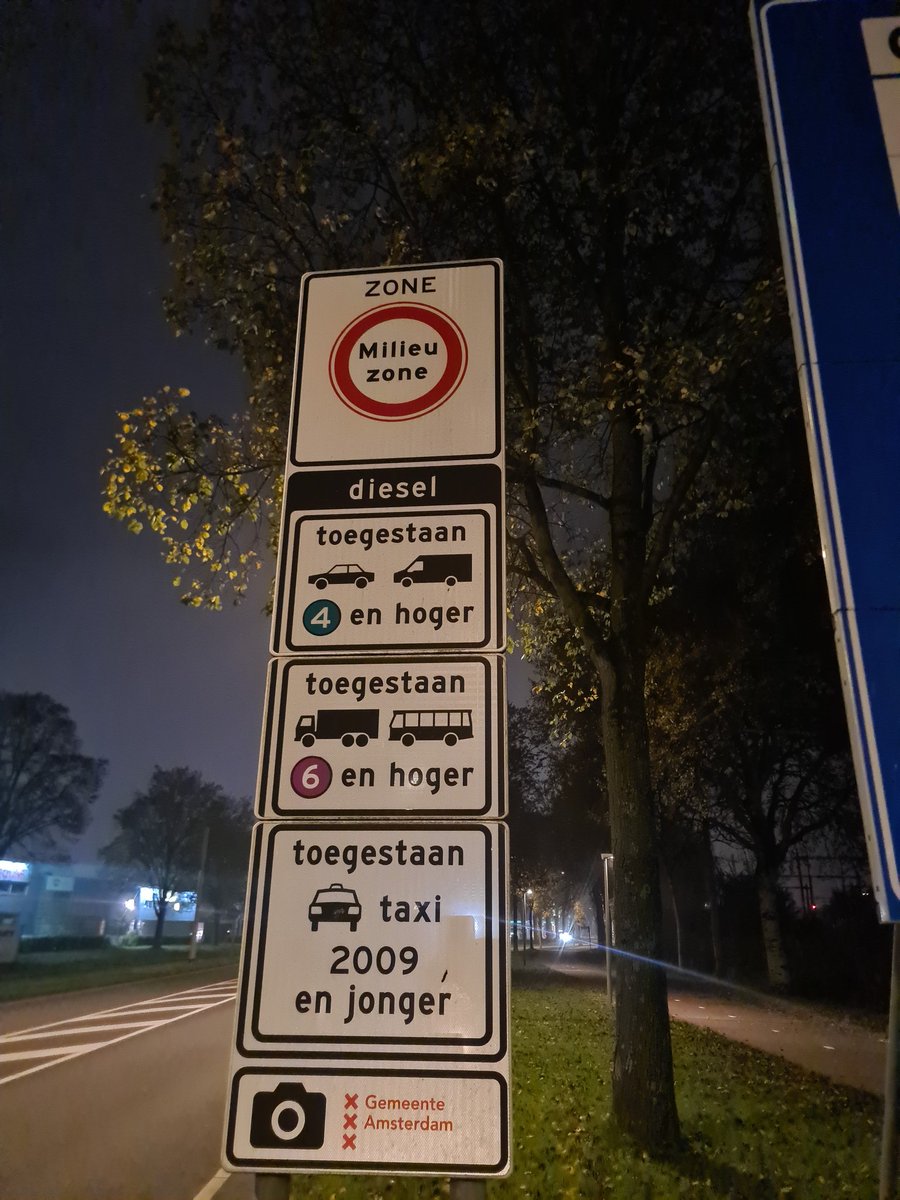 ZONE
Milieu
zone
diesel
toegestaan
4 en hoger
toegestaan
6 en hoger
toegestaan
taxi
2009
en jonger
Gemeente
Amsterdam